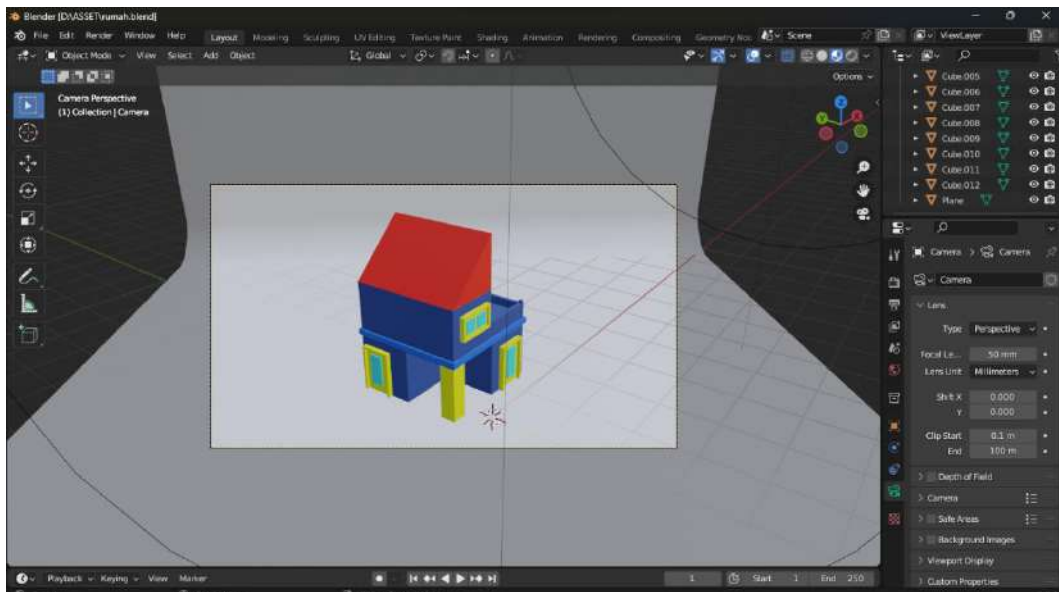 Blender [D:\ASSET\rumah.blend]
File Edit Render Window Help Layout Modeling Sculpting UV Editing Texture Paint Shading Animation Rendering Compositing Geometry Noc Scene ViewLayer
Object Mode View Select Add Object Global
Options
Camera Perspective
(1) Collection | Camera
Z
Y
X
Cube.005
Cube.006
Cube.007
Cube.008
Cube.009
Cube.010
Cube.011
Cube.012
Plane
Camera > Camera
Camera
Lens
Type Perspective
Focal Le... 50 mm
Lens Unit Millimeters
Shift X 0.000
Y 0.000
Clip Start 0.1 m
End 100 m
Depth of Field
Camera
Safe Areas
Background Images
Viewport Display
Custom Properties
Playback Keying View Marker 1 Start 1 End 250